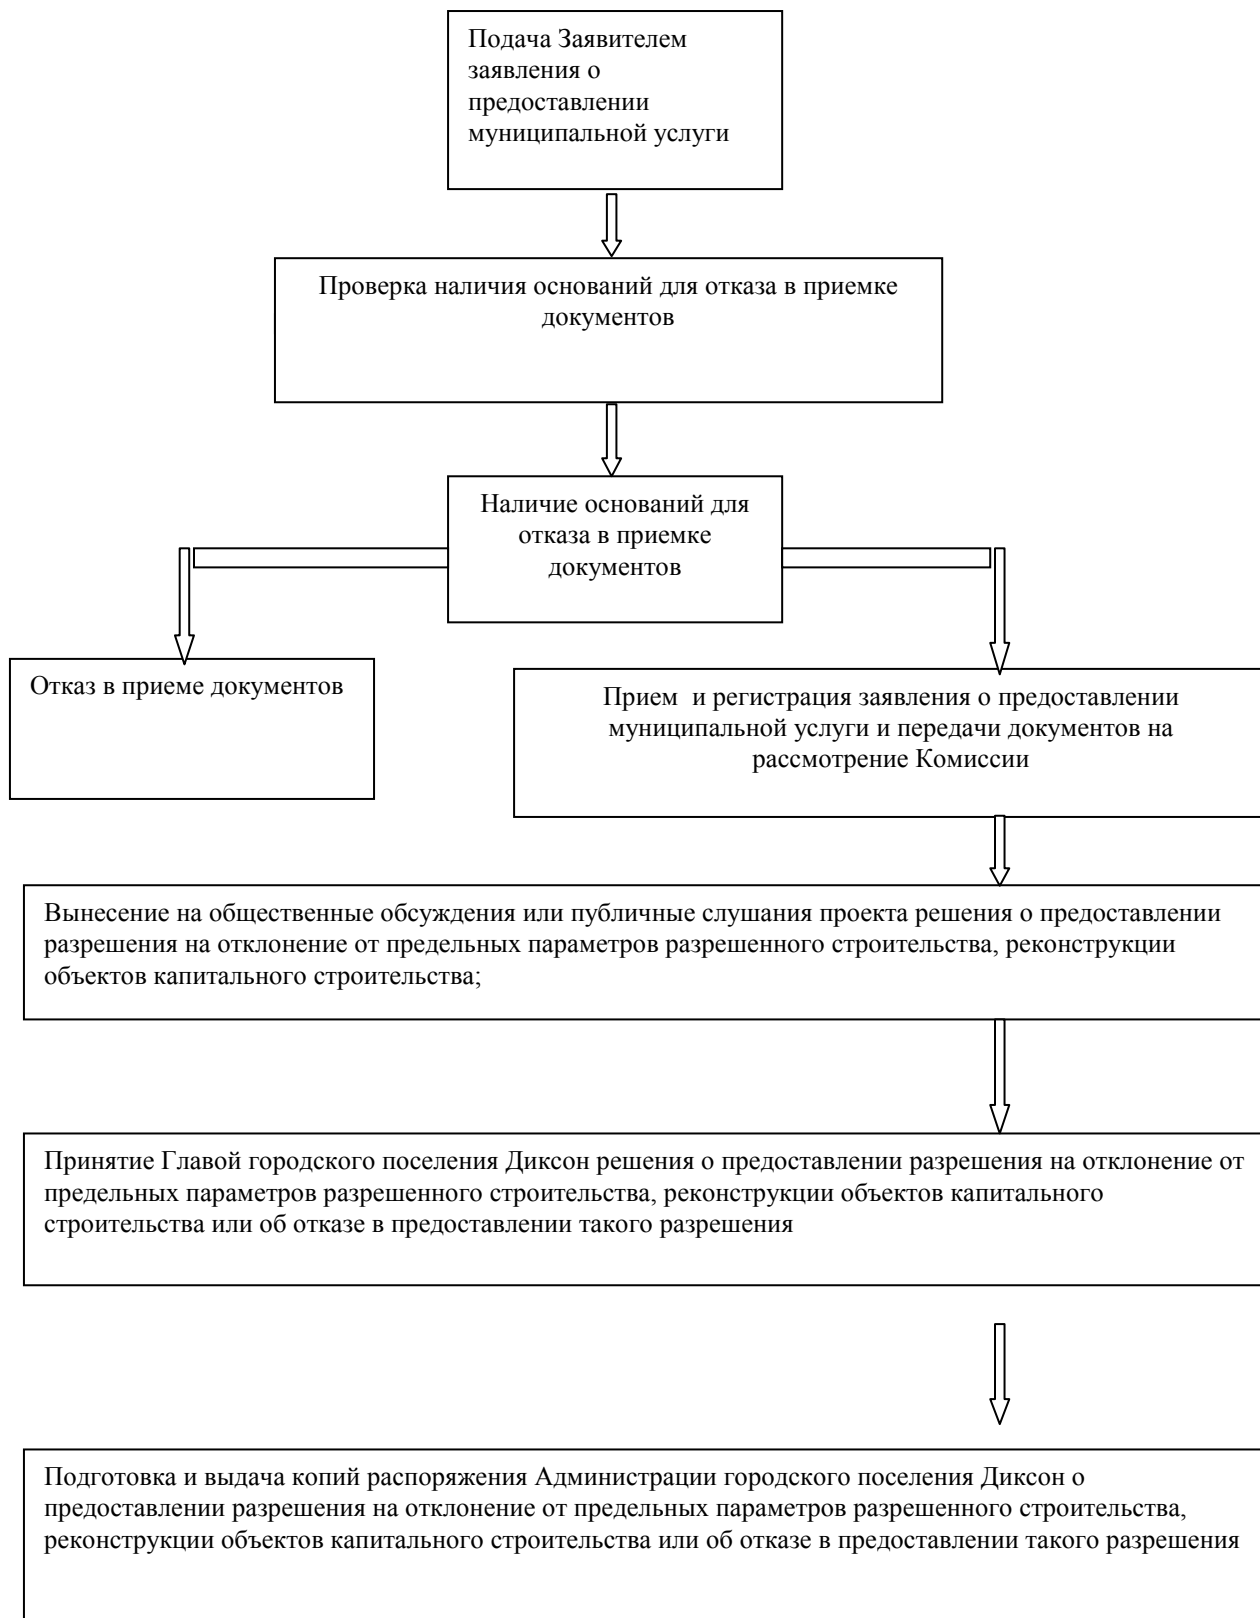 Подача Заявителем
заявления о
предоставлении
муниципальной услуги
Проверка наличия оснований для отказа в приемке
документов
Наличие оснований для
отказа в приемке
документов
Отказ в приеме документов
Прием  и регистрация заявления о предоставлении
муниципальной услуги и передачи документов на
рассмотрение Комиссии
Вынесение на общественные обсуждения или публичные слушания проекта решения о предоставлении
разрешения на отклонение от предельных параметров разрешенного строительства, реконструкции
объектов капитального строительства;
Принятие Главой городского поселения Диксон решения о предоставлении разрешения на отклонение от
предельных параметров разрешенного строительства, реконструкции объектов капитального
строительства или об отказе в предоставлении такого разрешения
Подготовка и выдача копий распоряжения Администрации городского поселения Диксон о
предоставлении разрешения на отклонение от предельных параметров разрешенного строительства,
реконструкции объектов капитального строительства или об отказе в предоставлении такого разрешения